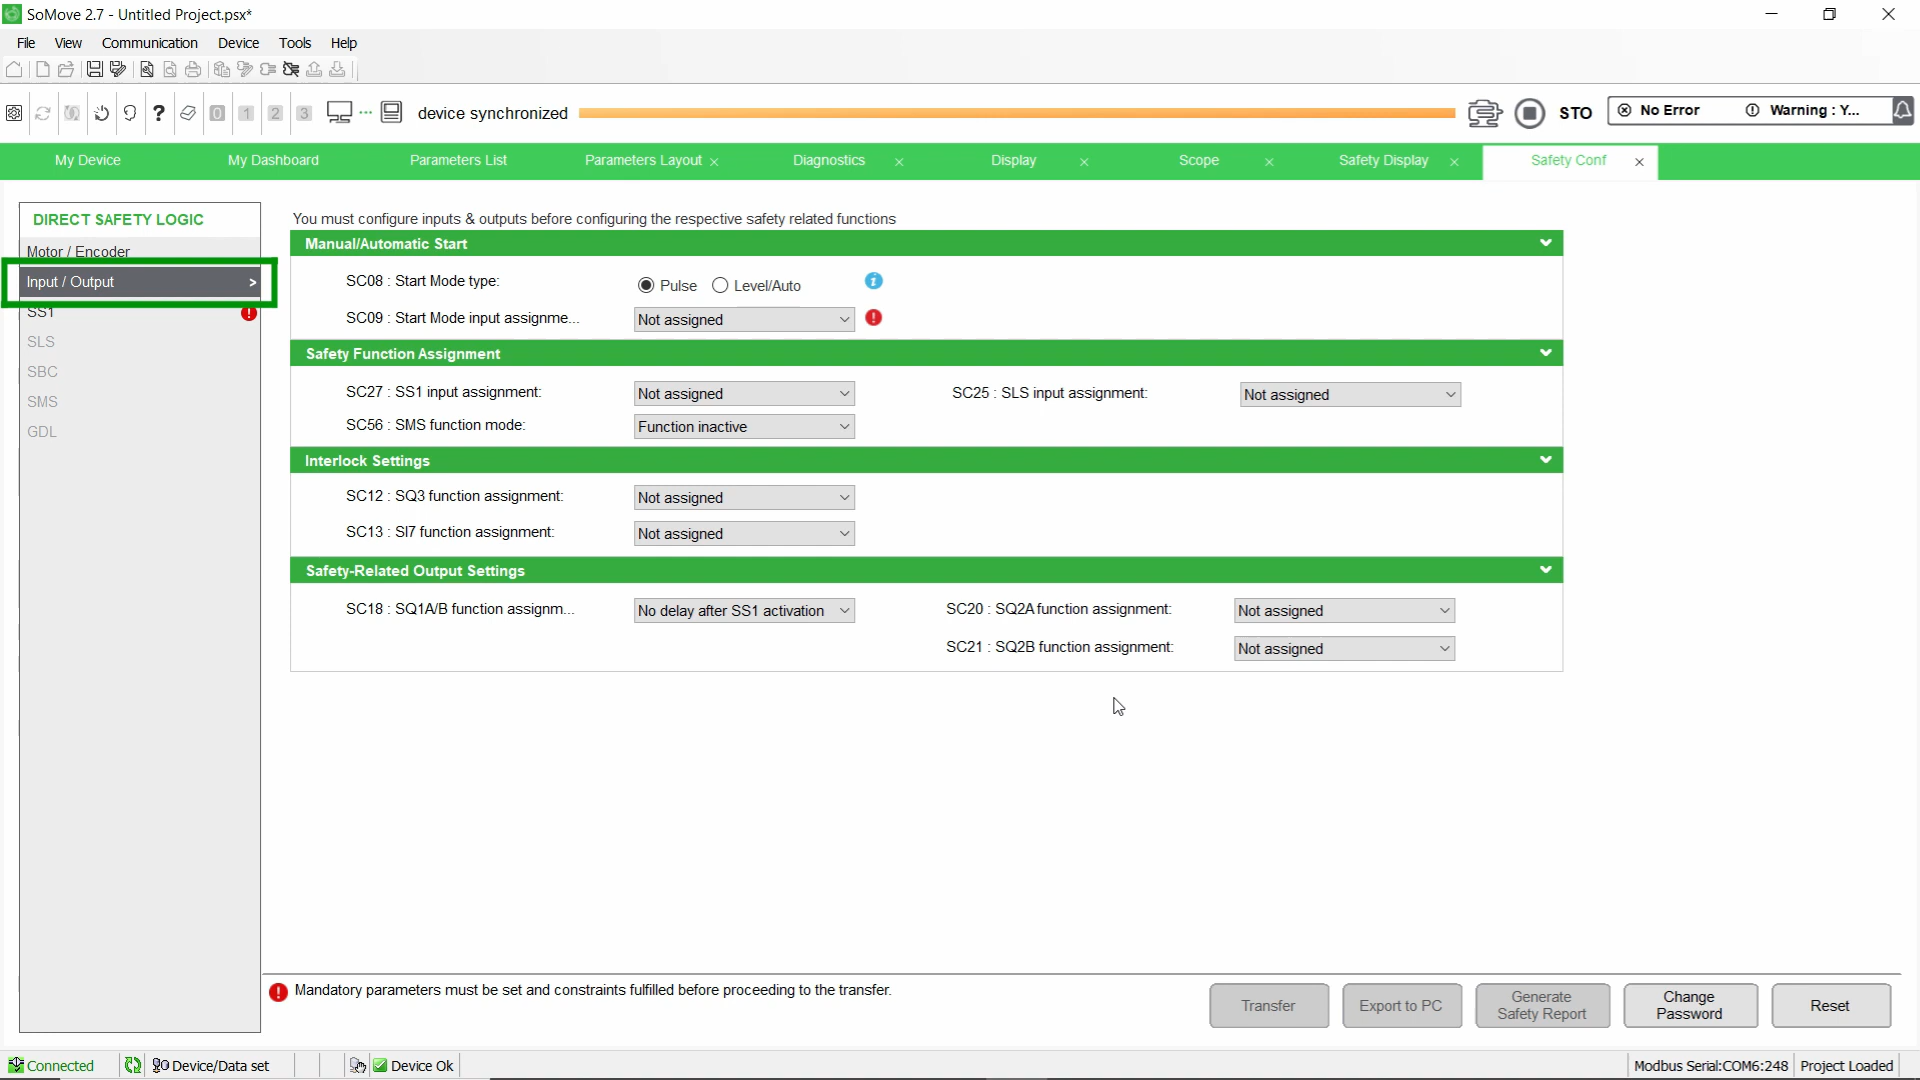 SoMove 2.7 - Untitled Project.psx*
File View Communication Device Tools Help
? 0 1 2 3 device synchronized STO No Error Warning : Y...
My Device My Dashboard Parameters List Parameters Layout Diagnostics Display Scope Safety Display Safety Conf
DIRECT SAFETY LOGIC
Motor / Encoder
Input / Output >
SS1
SLS
SBC
SMS
GDL
You must configure inputs & outputs before configuring the respective safety related functions
Manual/Automatic Start
SC08 : Start Mode type: Pulse Level/Auto
SC09 : Start Mode input assignme... Not assigned
Safety Function Assignment
SC27 : SS1 input assignment: Not assigned SC25 : SLS input assignment: Not assigned
SC56 : SMS function mode: Function inactive
Interlock Settings
SC12 : SQ3 function assignment: Not assigned
SC13 : SI7 function assignment: Not assigned
Safety-Related Output Settings
SC18 : SQ1A/B function assignm... No delay after SS1 activation SC20 : SQ2A function assignment: Not assigned
SC21 : SQ2B function assignment: Not assigned
Mandatory parameters must be set and constraints fulfilled before proceeding to the transfer.
Transfer Export to PC Generate Safety Report Change Password Reset
Connected Device/Data set Device Ok Modbus Serial:COM6:248 Project Loaded